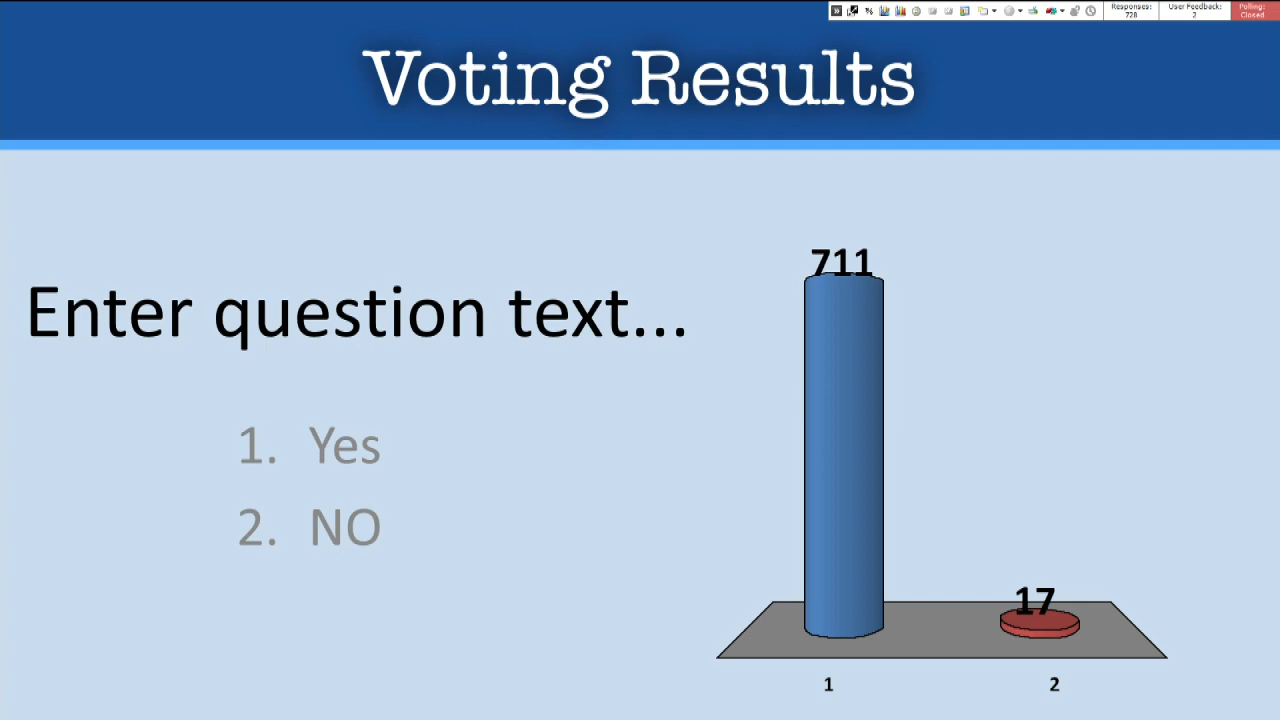 Responses: User Feedback: Polling:
728 2 Closed
Voting Results
711
Enter question text...
1. Yes
2. NO
17
1 2